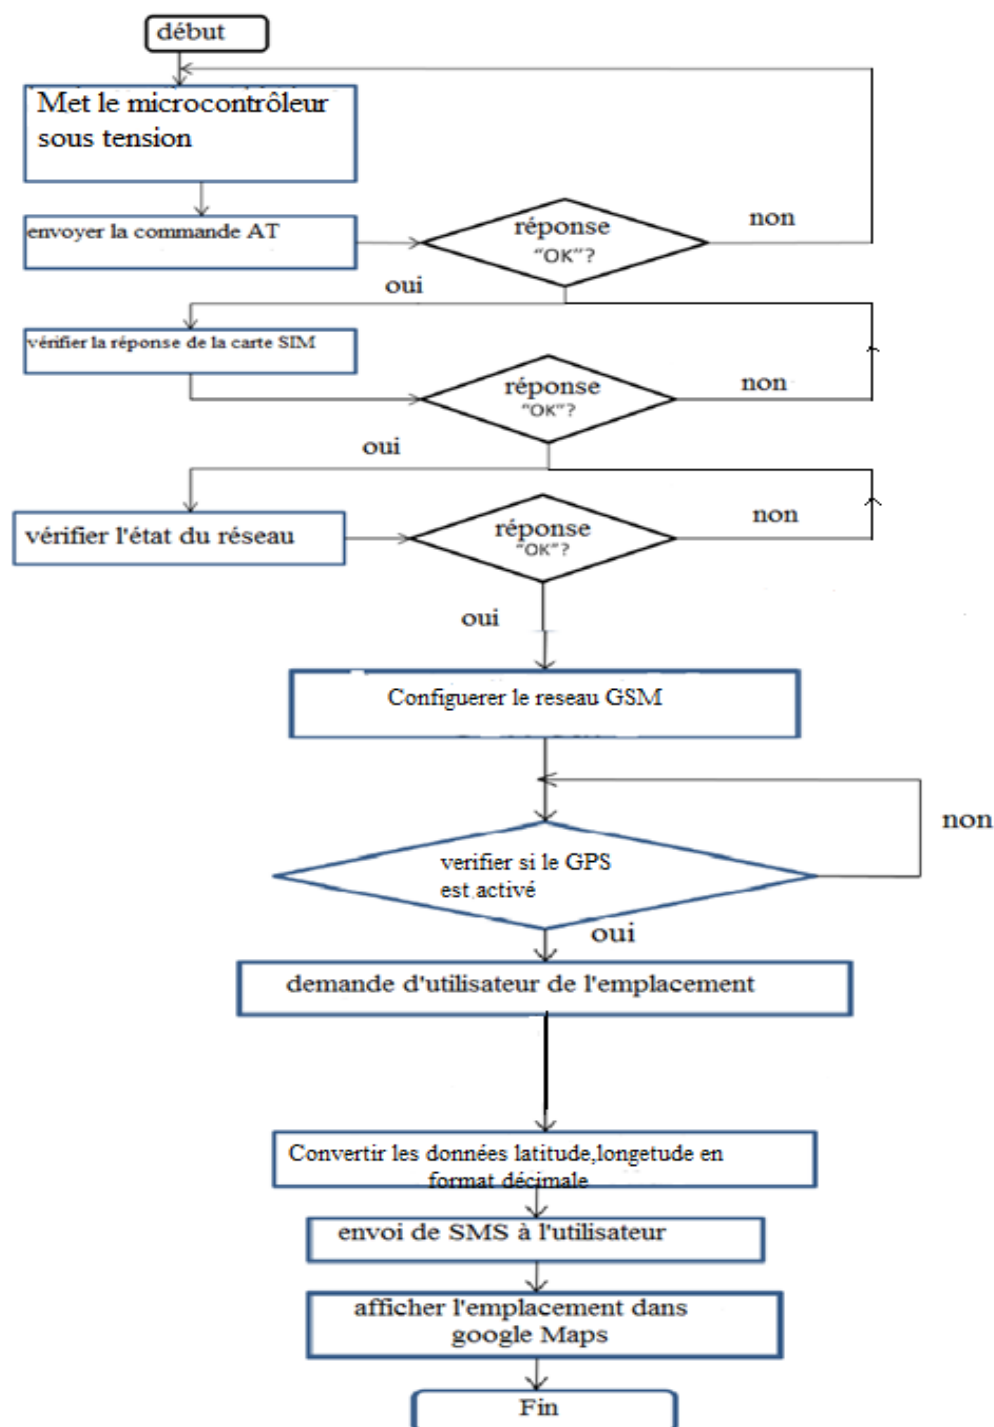 début
Met le microcontrôleur
sous tension
envoyer la commande AT
réponse
"OK"?
non
oui
vérifier la réponse de la carte SIM
réponse
"OK"?
non
oui
vérifier l'état du réseau
réponse
"OK"?
non
oui
Configuerer le reseau GSM
non
verifier si le GPS
est activé
oui
demande d'utilisateur de l'emplacement
Convertir les données latitude,longetude en
format décimale
envoi de SMS à l'utilisateur
afficher l'emplacement dans
google Maps
Fin